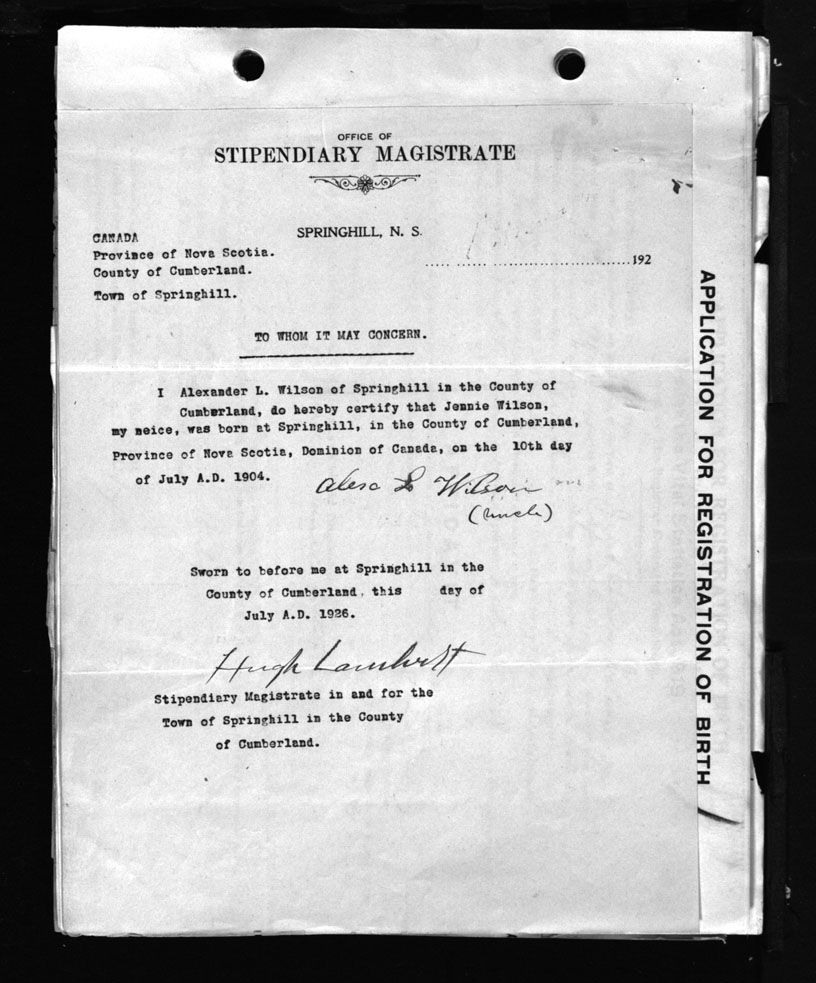 OFFICE OF
STIPENDIARY MAGISTRATE
SPRINGHILL, N. S.
192
CANADA
Province of Nova Scotia.
County of Cumberland.
Town of Springhill.
TO WHOM IT MAY CONCERN.
I Alexander L. Wilson of Springhill in the County of
Cumberland, do hereby certify that Jennie Wilson,
my neice, was born at Springhill, in the County of Cumberland,
Province of Nova Scotia, Dominion of Canada, on the 10th day
of July A.D. 1904.
Alexr L Wilson
(Uncle)
Sworn to before me at Springhill in the
County of Cumberland, this day of
July A.D. 1926.
Hugh
Stipendiary Magistrate in and for the
Town of Springhill in the County
of Cumberland.
APPLICATION FOR REGISTRATION OF BIRTH